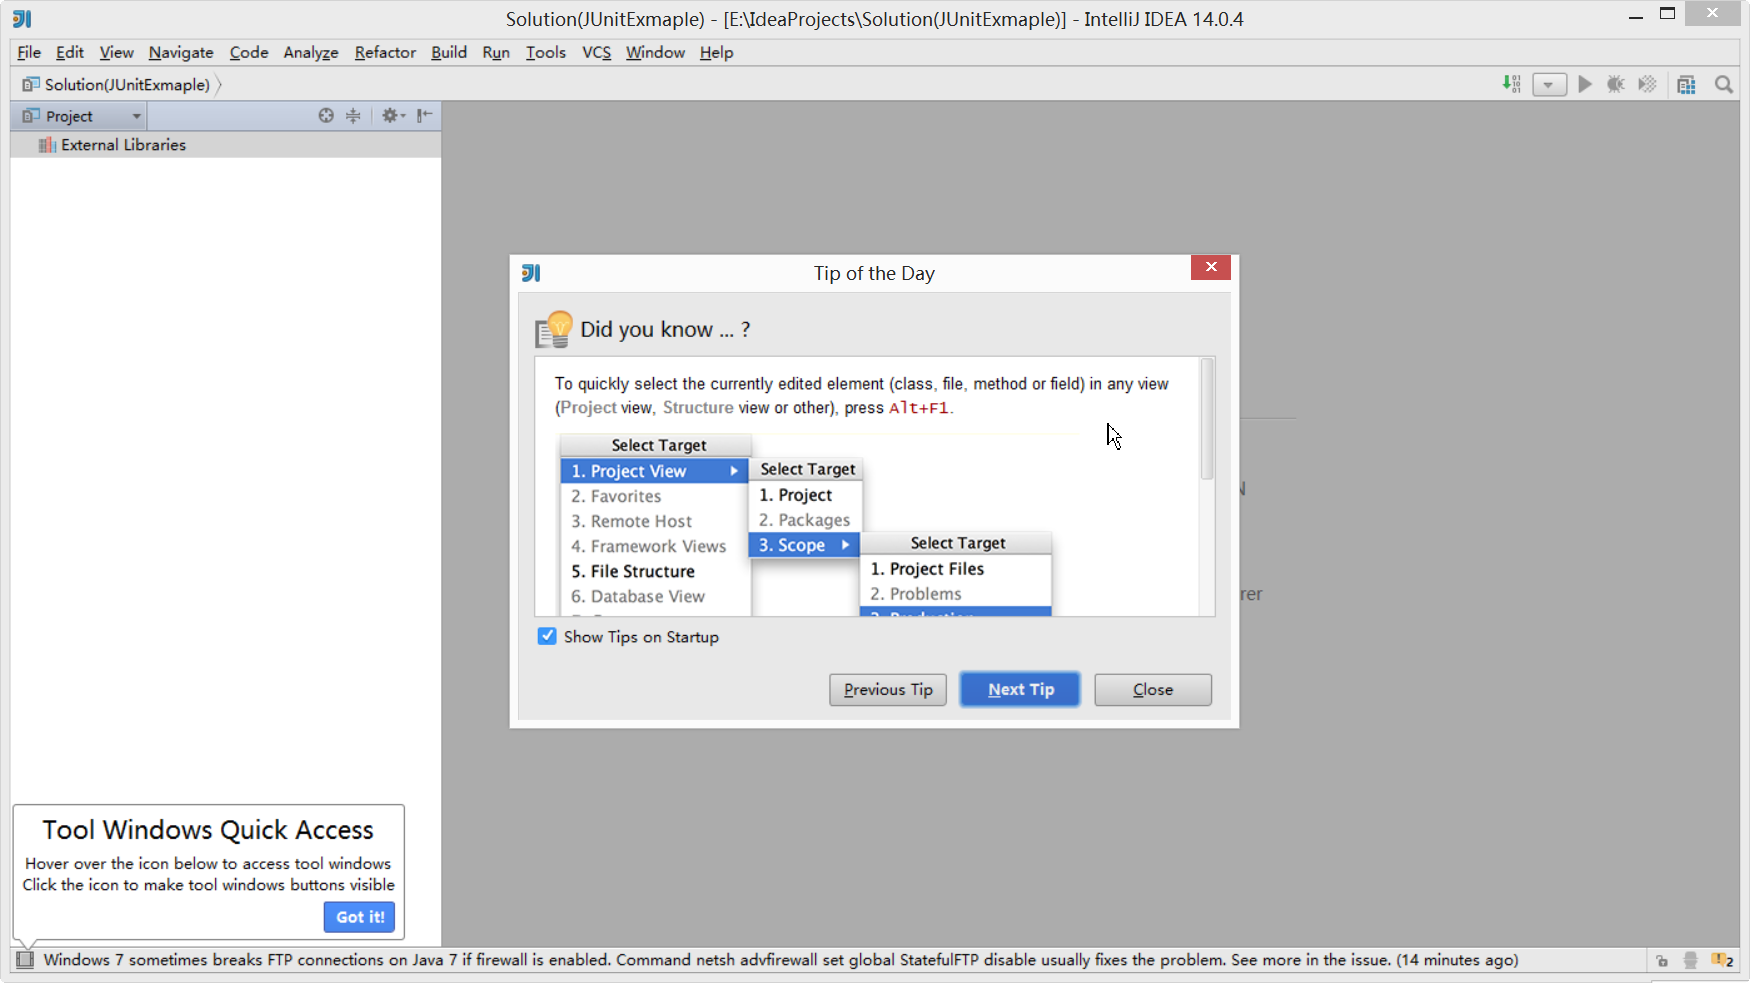 Solution(JUnitExmaple) - [E:\IdeaProjects\Solution(JUnitExmaple)] - IntelliJ IDEA 14.0.4
File Edit View Navigate Code Analyze Refactor Build Run Tools VCS Window Help
Solution(JUnitExmaple)
Project
External Libraries
Tip of the Day
Did you know ... ?
To quickly select the currently edited element (class, file, method or field) in any view
(Project view, Structure view or other), press Alt+F1.
Select Target
1. Project View
2. Favorites
3. Remote Host
4. Framework Views
5. File Structure
6. Database View
Select Target
1. Project
2. Packages
3. Scope
Select Target
1. Project Files
2. Problems
Show Tips on Startup
Previous Tip Next Tip Close
Tool Windows Quick Access
Hover over the icon below to access tool windows
Click the icon to make tool windows buttons visible
Got it!
Windows 7 sometimes breaks FTP connections on Java 7 if firewall is enabled. Command netsh advfirewall set global StatefulFTP disable usually fixes the problem. See more in the issue. (14 minutes ago)
2